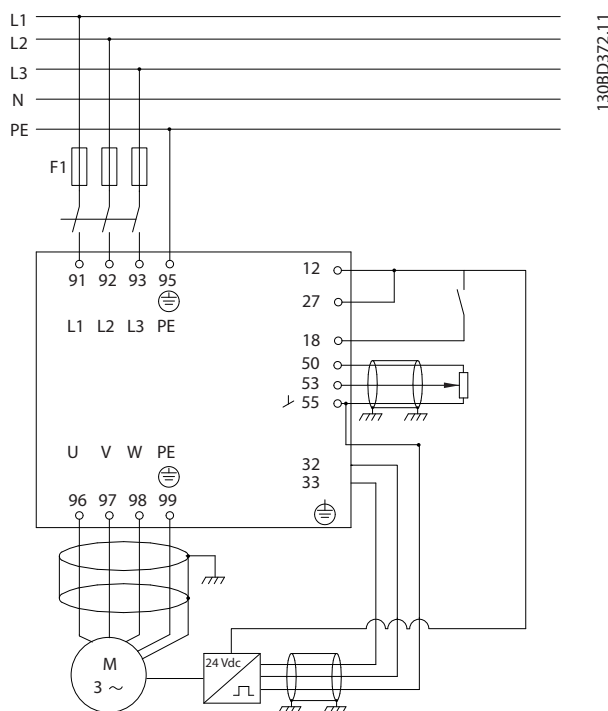 L1
L2
L3
N
PE
130BD372.11
F1
91 92 93 95
L1 L2 L3 PE
12
27
18
50
53
55
U V W PE
32
33
96 97 98 99
M
3 ~
24 Vdc